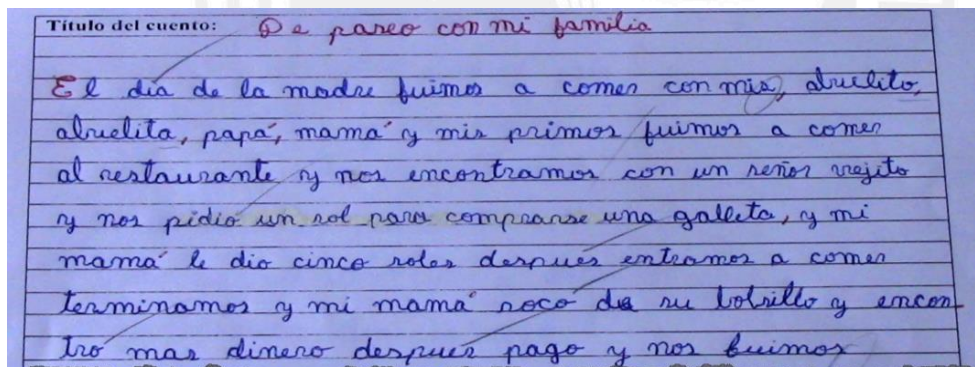 Título del cuento: De paseo con mi familia
El día de la madre fuimos a comer con mis, abuelito,
abuelita, papá, mamá y mis primos fuimos a comer
al restaurante y nos encontramos con un señor viejito
y nos pidió un sol para comprarse una galleta, y mi
mamá le dio cinco soles despues entramos a comer
terminamos y mi mamá soco de su bolsillo y encon
tro mas dinero despues pago y nos fuimos